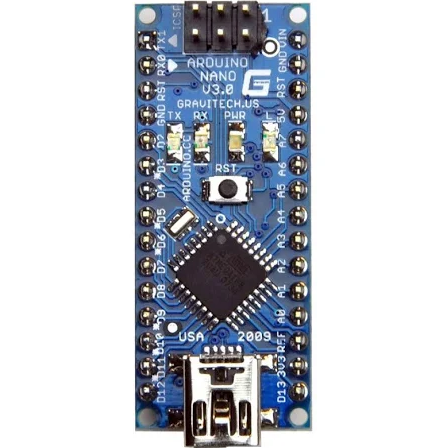 ICSP
1
TX1
RX0
RST
GND
D2
D3
D4
D5
D6
D7
D8
D9
D10
D11
D12
ARDUINO
NANO
V3.0
GRAVITECH.US
G
TX RX PWR L
ARDUINO.CC
RST
USA 2009
VIN
GND
RST
5V
A7
A6
A5
A4
A3
A2
A1
A0
REF
3V3
D13